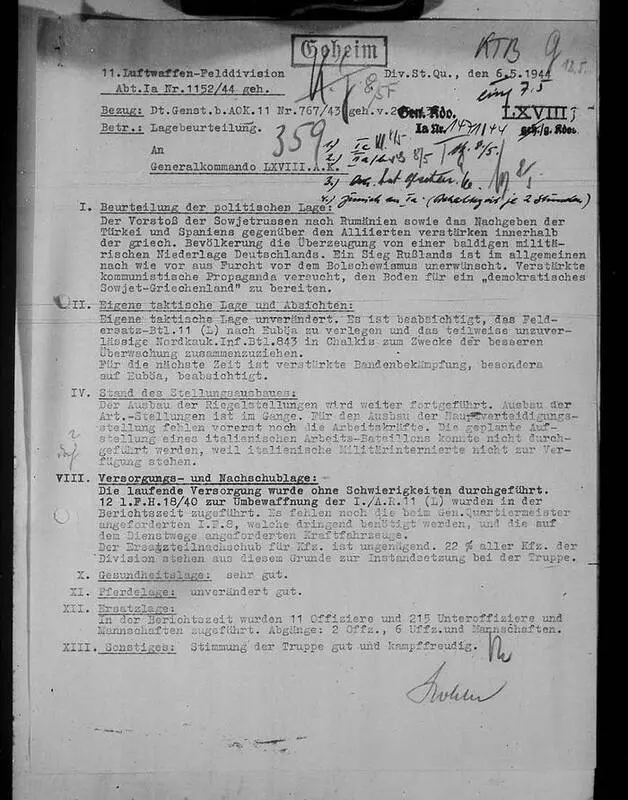 Geheim
KTB
11.Luftwaffen-Felddivision
Div.St.Qu., den 6.5.1944
Abt.Ia Nr.1152/44 geh.
Bezug: Dt.Genst.b.AOK.11 Nr.767/43 geh.v.2
Gen. Kdo. LXVIII
Betr.: Lagebeurteilung.
Ia Nr. 1471/44 geh./g. Kdos.
359
An
Generalkommando LXVIII.A.K.
I. Beurteilung der politischen Lage:
Der Vorstoß der Sowjetrussen nach Rumänien sowie das Nachgeben der
Türkei und Spaniens gegenüber den Alliierten verstärken innerhalb
der griech. Bevölkerung die Überzeugung von einer baldigen militä-
rischen Niederlage Deutschlands. Ein Sieg Rußlands ist im allgemeinen
nach wie vor aus Furcht vor dem Bolschewismus unerwünscht. Verstärkte
kommunistische Propaganda versucht, den Boden für ein „demokratisches
Sowjet-Griechenland" zu bereiten.
II. Eigene taktische Lage und Absichten:
Eigene taktische Lage unverändert. Es ist beabsichtigt, das Feld-
ersatz-Btl.11 (L) nach Euböa zu verlegen und das teilweise unzuver-
lässige Nordkauk.Inf.Btl.843 in Chalkis zum Zwecke der besseren
Überwachung zusammenzuziehen.
Für die nächste Zeit ist verstärkte Bandenbekämpfung, besonders
auf Euböa, beabsichtigt.
IV. Stand des Stellungsausbaues:
Der Ausbau der Riegelstellungen wird weiter fortgeführt. Ausbau der
Art.-Stellungen ist im Gange. Für den Ausbau der Hauptverteidigungs-
stellung fehlen vorerst noch die Arbeitskräfte. Die geplante Auf-
stellung eines italienischen Arbeits-Bataillons konnte nicht durch-
geführt werden, weil italienische Militärinternierte nicht zur Ver-
fügung stehen.
VIII. Versorgungs- und Nachschublage:
Die laufende Versorgung wurde ohne Schwierigkeiten durchgeführt.
12 l.F.H.18/40 zur Umbewaffnung der I./A.R.11 (L) wurden in der
Berichtszeit zugeführt. Es fehlen noch die beim Gen.Quartiermeister
angeforderten I.F.8, welche dringend benötigt werden, und die auf
dem Dienstwege angeforderten Kraftfahrzeuge.
Der Ersatzteilnachschub für Kfz. ist ungenügend. 22 % aller Kfz. der
Division stehen aus diesem Grunde zur Instandsetzung bei der Truppe.
X. Gesundheitslage: sehr gut.
XI. Pferdelage: unverändert gut.
XII. Ersatzlage:
In der Berichtszeit wurden 11 Offiziere und 215 Unteroffiziere und
Mannschaften zugeführt. Abgänge: 2 Offz., 6 Uffz.und Mannschaften.
XIII. Sonstiges: Stimmung der Truppe gut und kampffreudig.